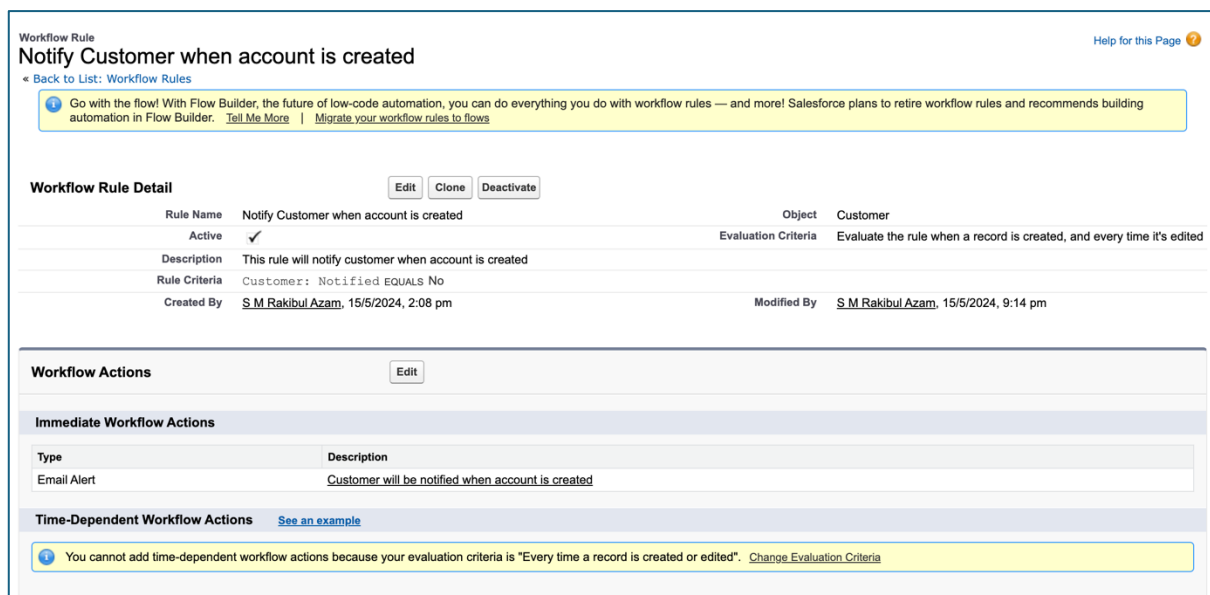 Workflow Rule
Notify Customer when account is created
Help for this Page ?
« Back to List: Workflow Rules
i Go with the flow! With Flow Builder, the future of low-code automation, you can do everything you do with workflow rules — and more! Salesforce plans to retire workflow rules and recommends building
automation in Flow Builder. Tell Me More | Migrate your workflow rules to flows
Workflow Rule Detail Edit Clone Deactivate
Rule Name Notify Customer when account is created Object Customer
Active ✓ Evaluation Criteria Evaluate the rule when a record is created, and every time it's edited
Description This rule will notify customer when account is created
Rule Criteria Customer: Notified EQUALS No
Created By S M Rakibul Azam, 15/5/2024, 2:08 pm Modified By S M Rakibul Azam, 15/5/2024, 9:14 pm
Workflow Actions Edit
Immediate Workflow Actions
Type Description
Email Alert Customer will be notified when account is created
Time-Dependent Workflow Actions See an example
i You cannot add time-dependent workflow actions because your evaluation criteria is "Every time a record is created or edited". Change Evaluation Criteria